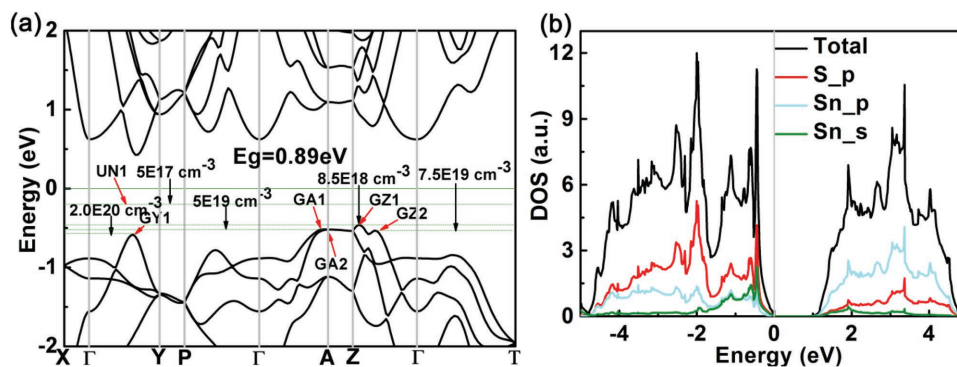 (a)
2
1
0
-1
-2
Energy (eV)
Eg=0.89eV
UN1
5E17 cm-3
8.5E18 cm-3
7.5E19 cm-3
2.0E20 cm-3
GY1
5E19 cm-3
GA1
GZ1
GZ2
GA2
X Γ Y P Γ A Z Γ T
(b)
12
9
6
3
0
DOS (a.u.)
Total
S_p
Sn_p
Sn_s
-4 -2 0 2 4
Energy (eV)